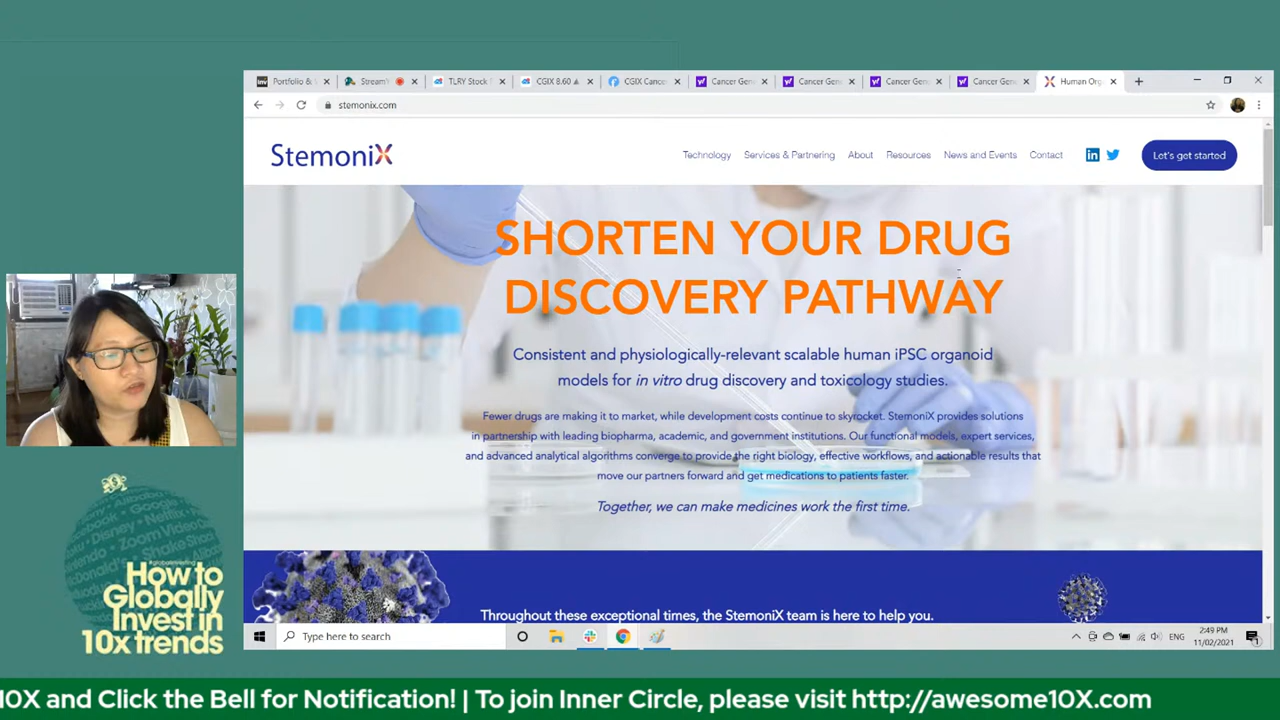 Portfolio &
StreamY
TLRY Stock
CGIX 8.60
CGIX Cance
Cancer Gen
Cancer Gen
Cancer Gen
Cancer Gen
Human Org
stemonix.com
StemoniX
Technology
Services & Partnering
About
Resources
News and Events
Contact
Let's get started
SHORTEN YOUR DRUG
DISCOVERY PATHWAY
Consistent and physiologically-relevant scalable human iPSC organoid
models for in vitro drug discovery and toxicology studies.
Fewer drugs are making it to market, while development costs continue to skyrocket. StemoniX provides solutions
in partnership with leading biopharma, academic, and government institutions. Our functional models, expert services,
and advanced analytical algorithms converge to provide the right biology, effective workflows, and actionable results that
move our partners forward and get medications to patients faster.
Together, we can make medicines work the first time.
Throughout these exceptional times, the StemoniX team is here to help you.
How to
Globally
Invest in
10x trends
Type here to search
ENG
2:49 PM
11/02/2021
10X and Click the Bell for Notification! | To join Inner Circle, please visit http://awesome10X.com